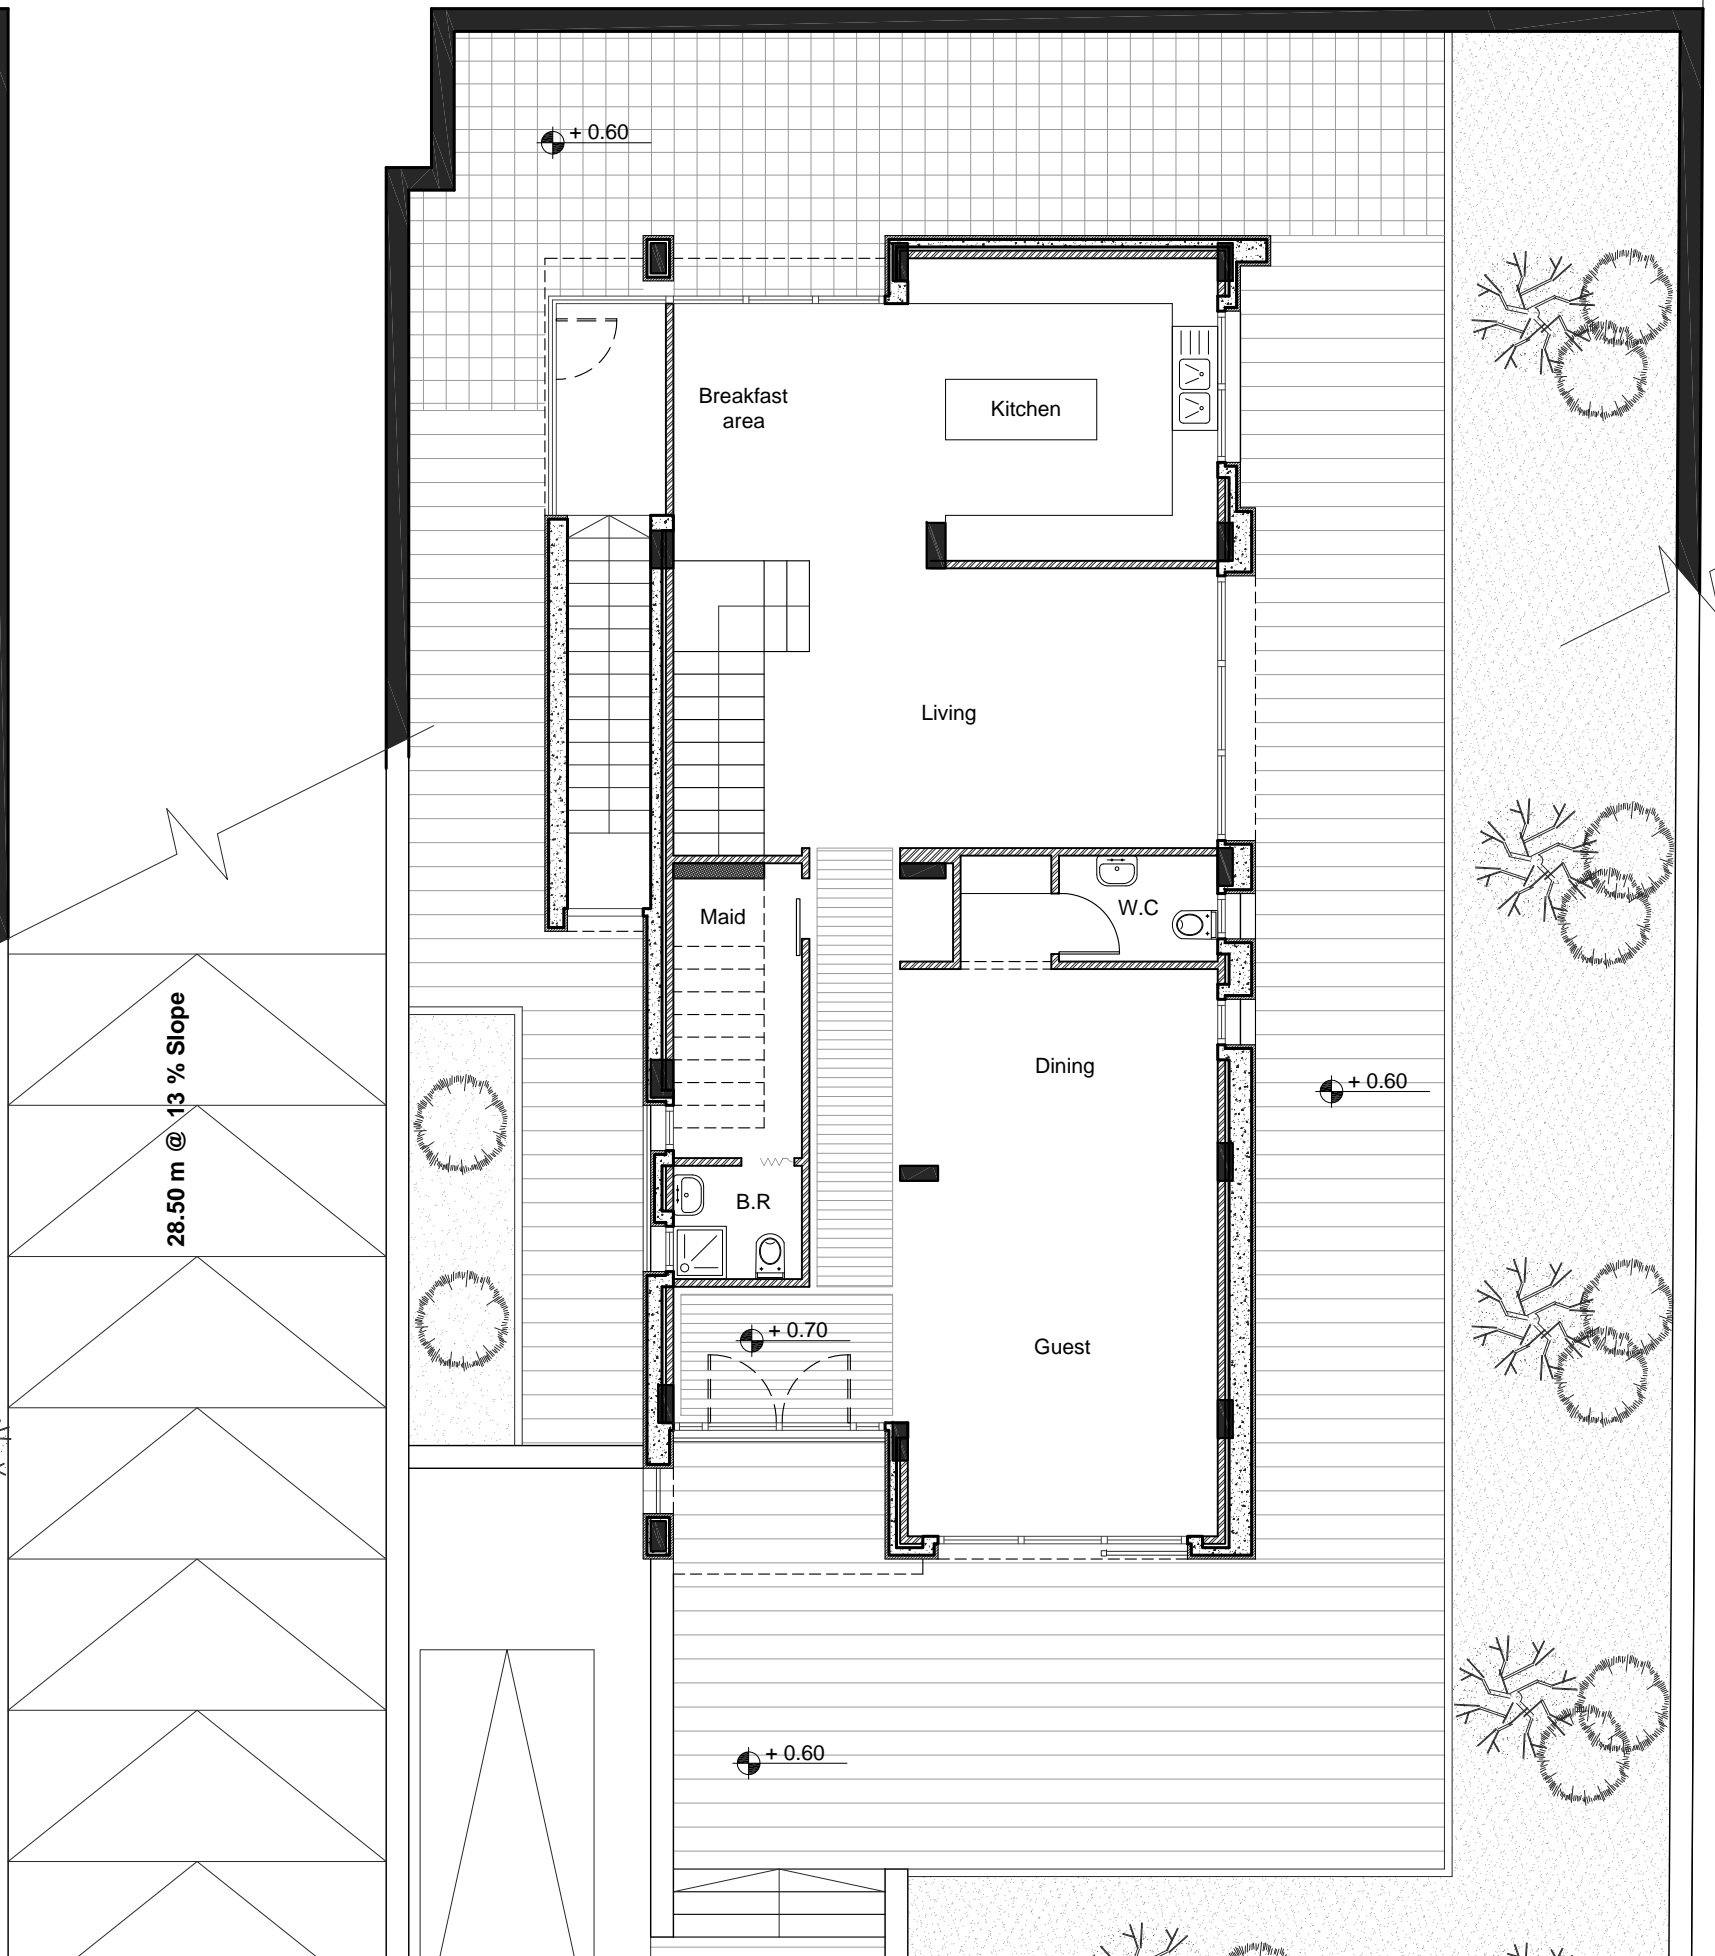 + 0.60
Breakfast
area
Kitchen
Living
Maid
W.C
28.50 m @ 13 % Slope
Dining
+ 0.60
B.R
+ 0.70
Guest
+ 0.60